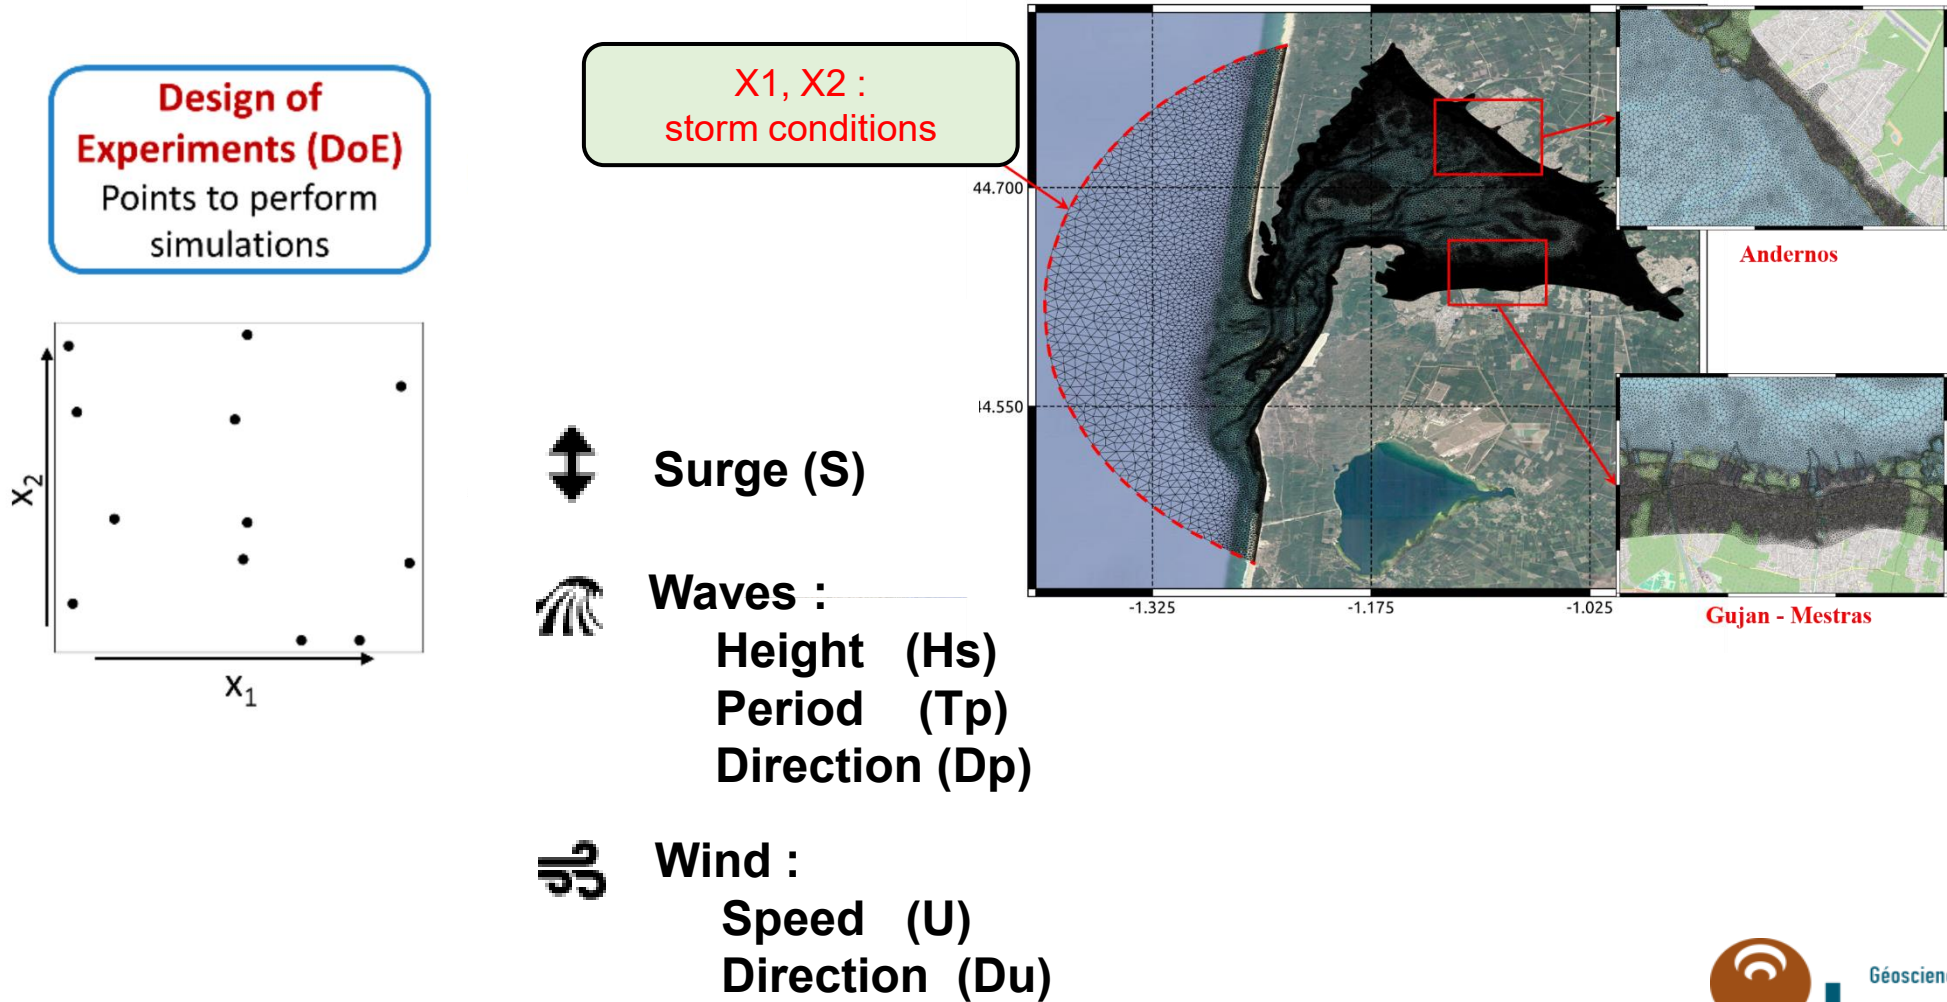 Design of
Experiments (DoE)
Points to perform
simulations
X2
X1
X1, X2 :
storm conditions
Surge (S)
Waves :
Height (Hs)
Period (Tp)
Direction (Dp)
Wind :
Speed (U)
Direction (Du)
44.700
44.550
-1.325
-1.175
-1.025
Andernos
Gujan - Mestras